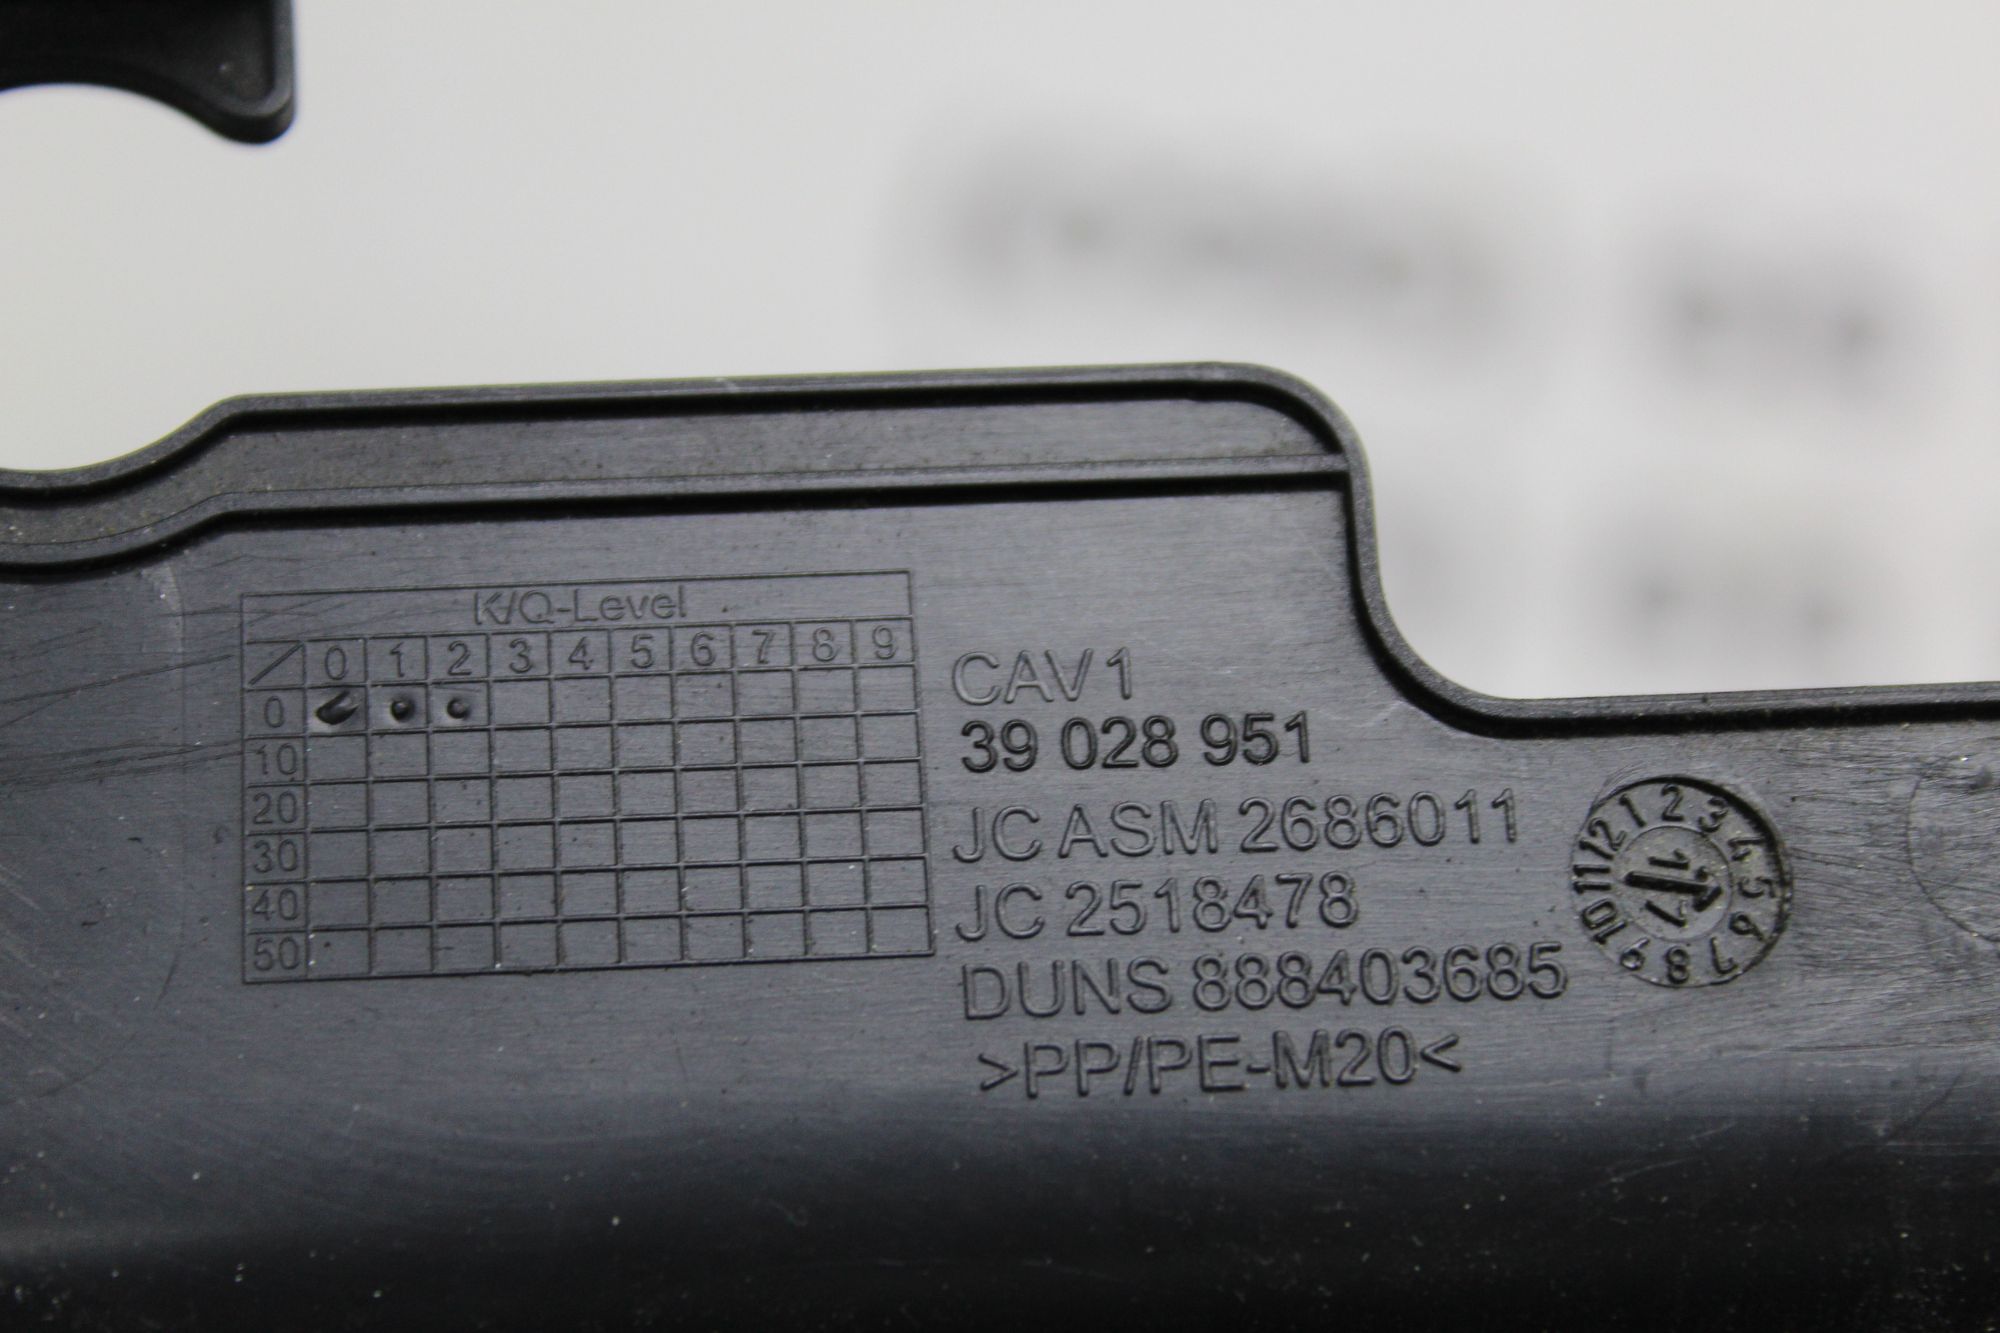 K/Q-Level
/ 0 1 2 3 4 5 6 7 8 9
0
10
20
30
40
50
CAV 1
39 028 951
JC ASM 2686011
JC 2518478
DUNS 888403685
>PP/PE-M20<
1 2 3 4 5 6 7 8 9 10 11 12
17